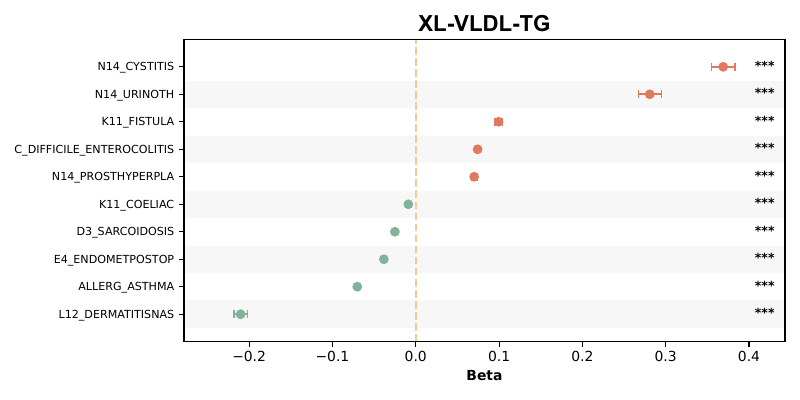 XL-VLDL-TG
N14_CYSTITIS ***
N14_URINOTH ***
K11_FISTULA ***
C_DIFFICILE_ENTEROCOLITIS ***
N14_PROSTHYPERPLA ***
K11_COELIAC ***
D3_SARCOIDOSIS ***
E4_ENDOMETPOSTOP ***
ALLERG_ASTHMA ***
L12_DERMATITISNAS ***
−0.2 −0.1 0.0 0.1 0.2 0.3 0.4
Beta